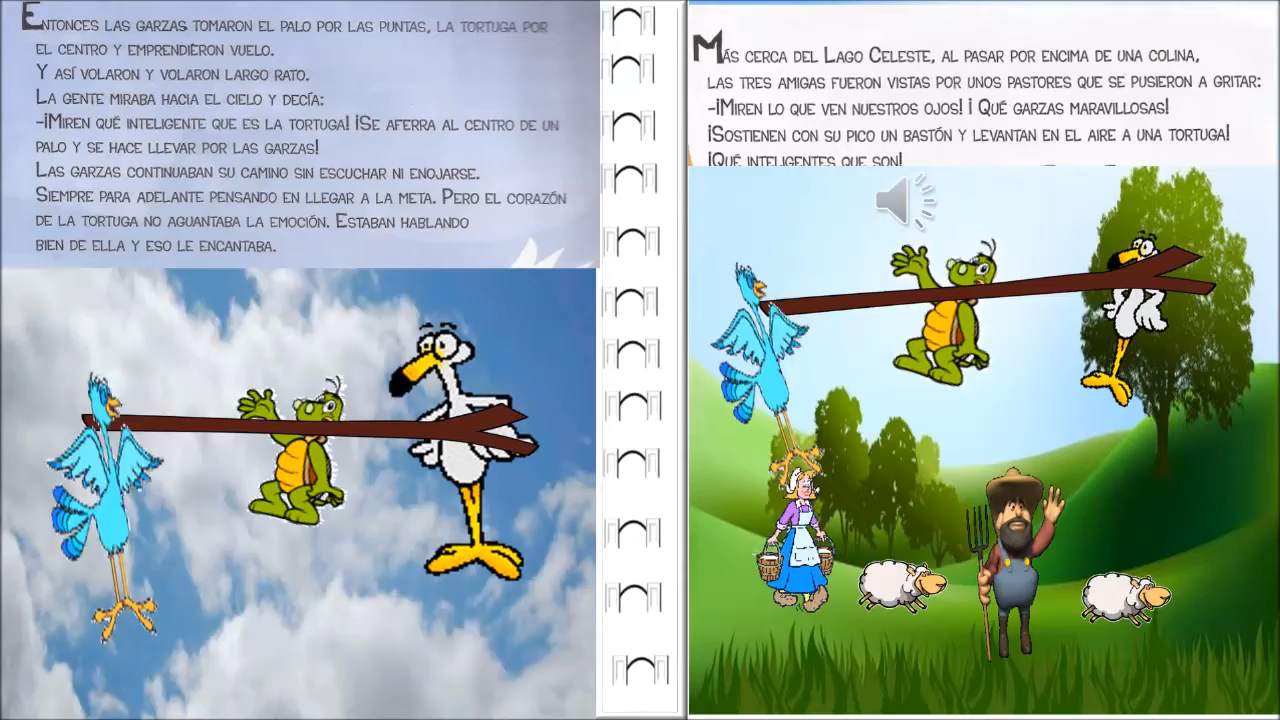 ENTONCES LAS GARZAS TOMARON EL PALO POR LAS PUNTAS, LA TORTUGA POR
EL CENTRO Y EMPRENDIERON VUELO.
Y ASÍ VOLARON Y VOLARON LARGO RATO.
LA GENTE MIRABA HACIA EL CIELO Y DECÍA:
-¡MIREN QUÉ INTELIGENTE QUE ES LA TORTUGA! ¡SE AFERRA AL CENTRO DE UN
PALO Y SE HACE LLEVAR POR LAS GARZAS!
LAS GARZAS CONTINUABAN SU CAMINO SIN ESCUCHAR NI ENOJARSE.
SIEMPRE PARA ADELANTE PENSANDO EN LLEGAR A LA META. PERO EL CORAZÓN
DE LA TORTUGA NO AGUANTABA LA EMOCIÓN. ESTABAN HABLANDO
BIEN DE ELLA Y ESO LE ENCANTABA.
MÁS CERCA DEL LAGO CELESTE, AL PASAR POR ENCIMA DE UNA COLINA,
LAS TRES AMIGAS FUERON VISTAS POR UNOS PASTORES QUE SE PUSIERON A GRITAR:
-¡MIREN LO QUE VEN NUESTROS OJOS! ¡ QUÉ GARZAS MARAVILLOSAS!
¡SOSTIENEN CON SU PICO UN BASTÓN Y LEVANTAN EN EL AIRE A UNA TORTUGA!
¡QUÉ INTELIGENTES QUE SON!